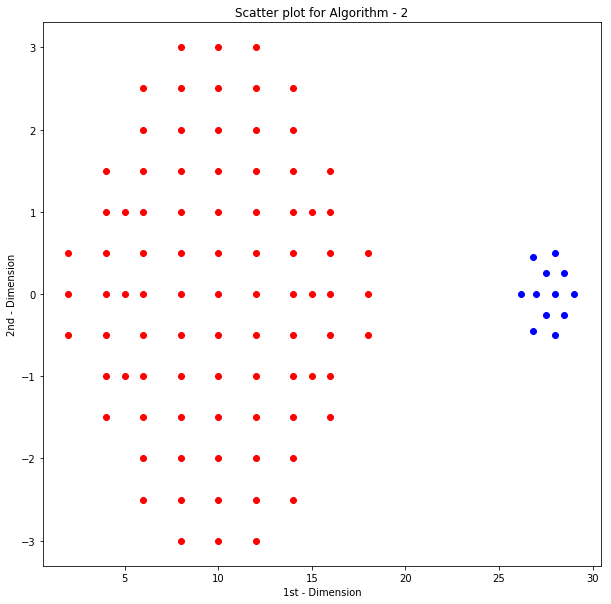 Scatter plot for Algorithm - 2
3
2
1
0
−1
−2
−3
2nd - Dimension
5 10 15 20 25 30
1st - Dimension